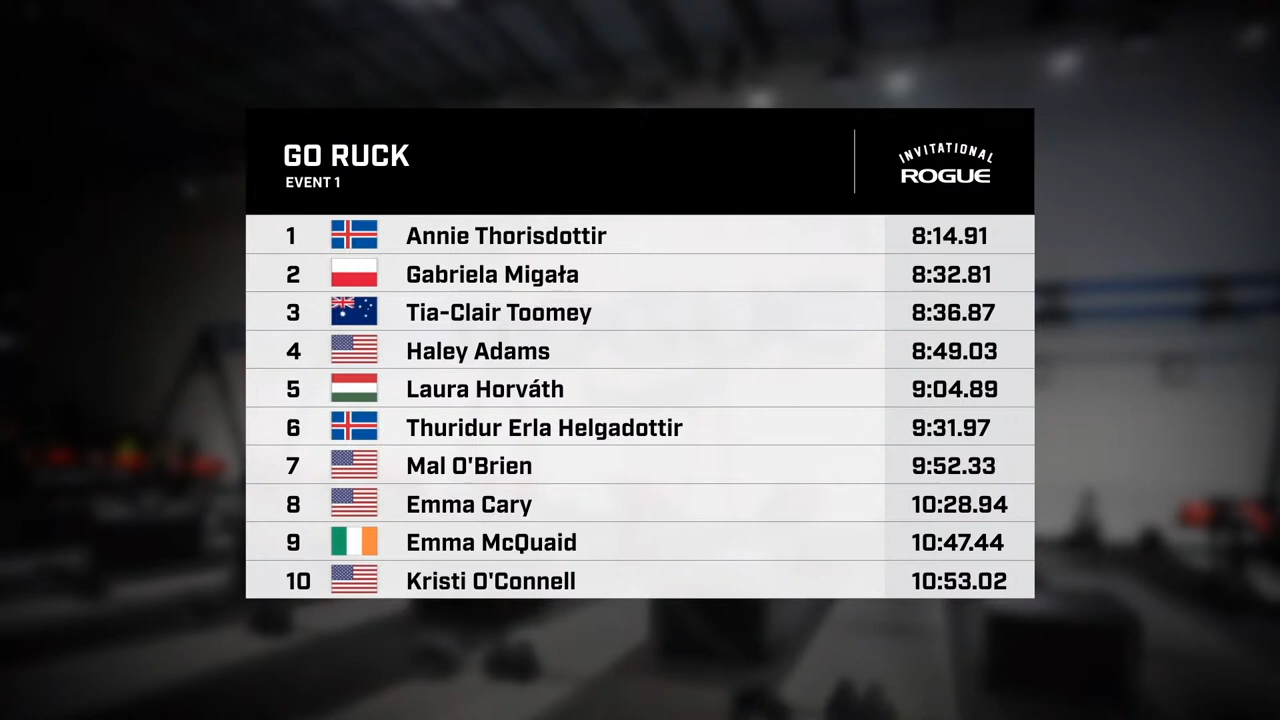 GO RUCK
EVENT 1
INVITATIONAL
ROGUE
1 Annie Thorisdottir 8:14.91
2 Gabriela Migała 8:32.81
3 Tia-Clair Toomey 8:36.87
4 Haley Adams 8:49.03
5 Laura Horváth 9:04.89
6 Thuridur Erla Helgadottir 9:31.97
7 Mal O'Brien 9:52.33
8 Emma Cary 10:28.94
9 Emma McQuaid 10:47.44
10 Kristi O'Connell 10:53.02